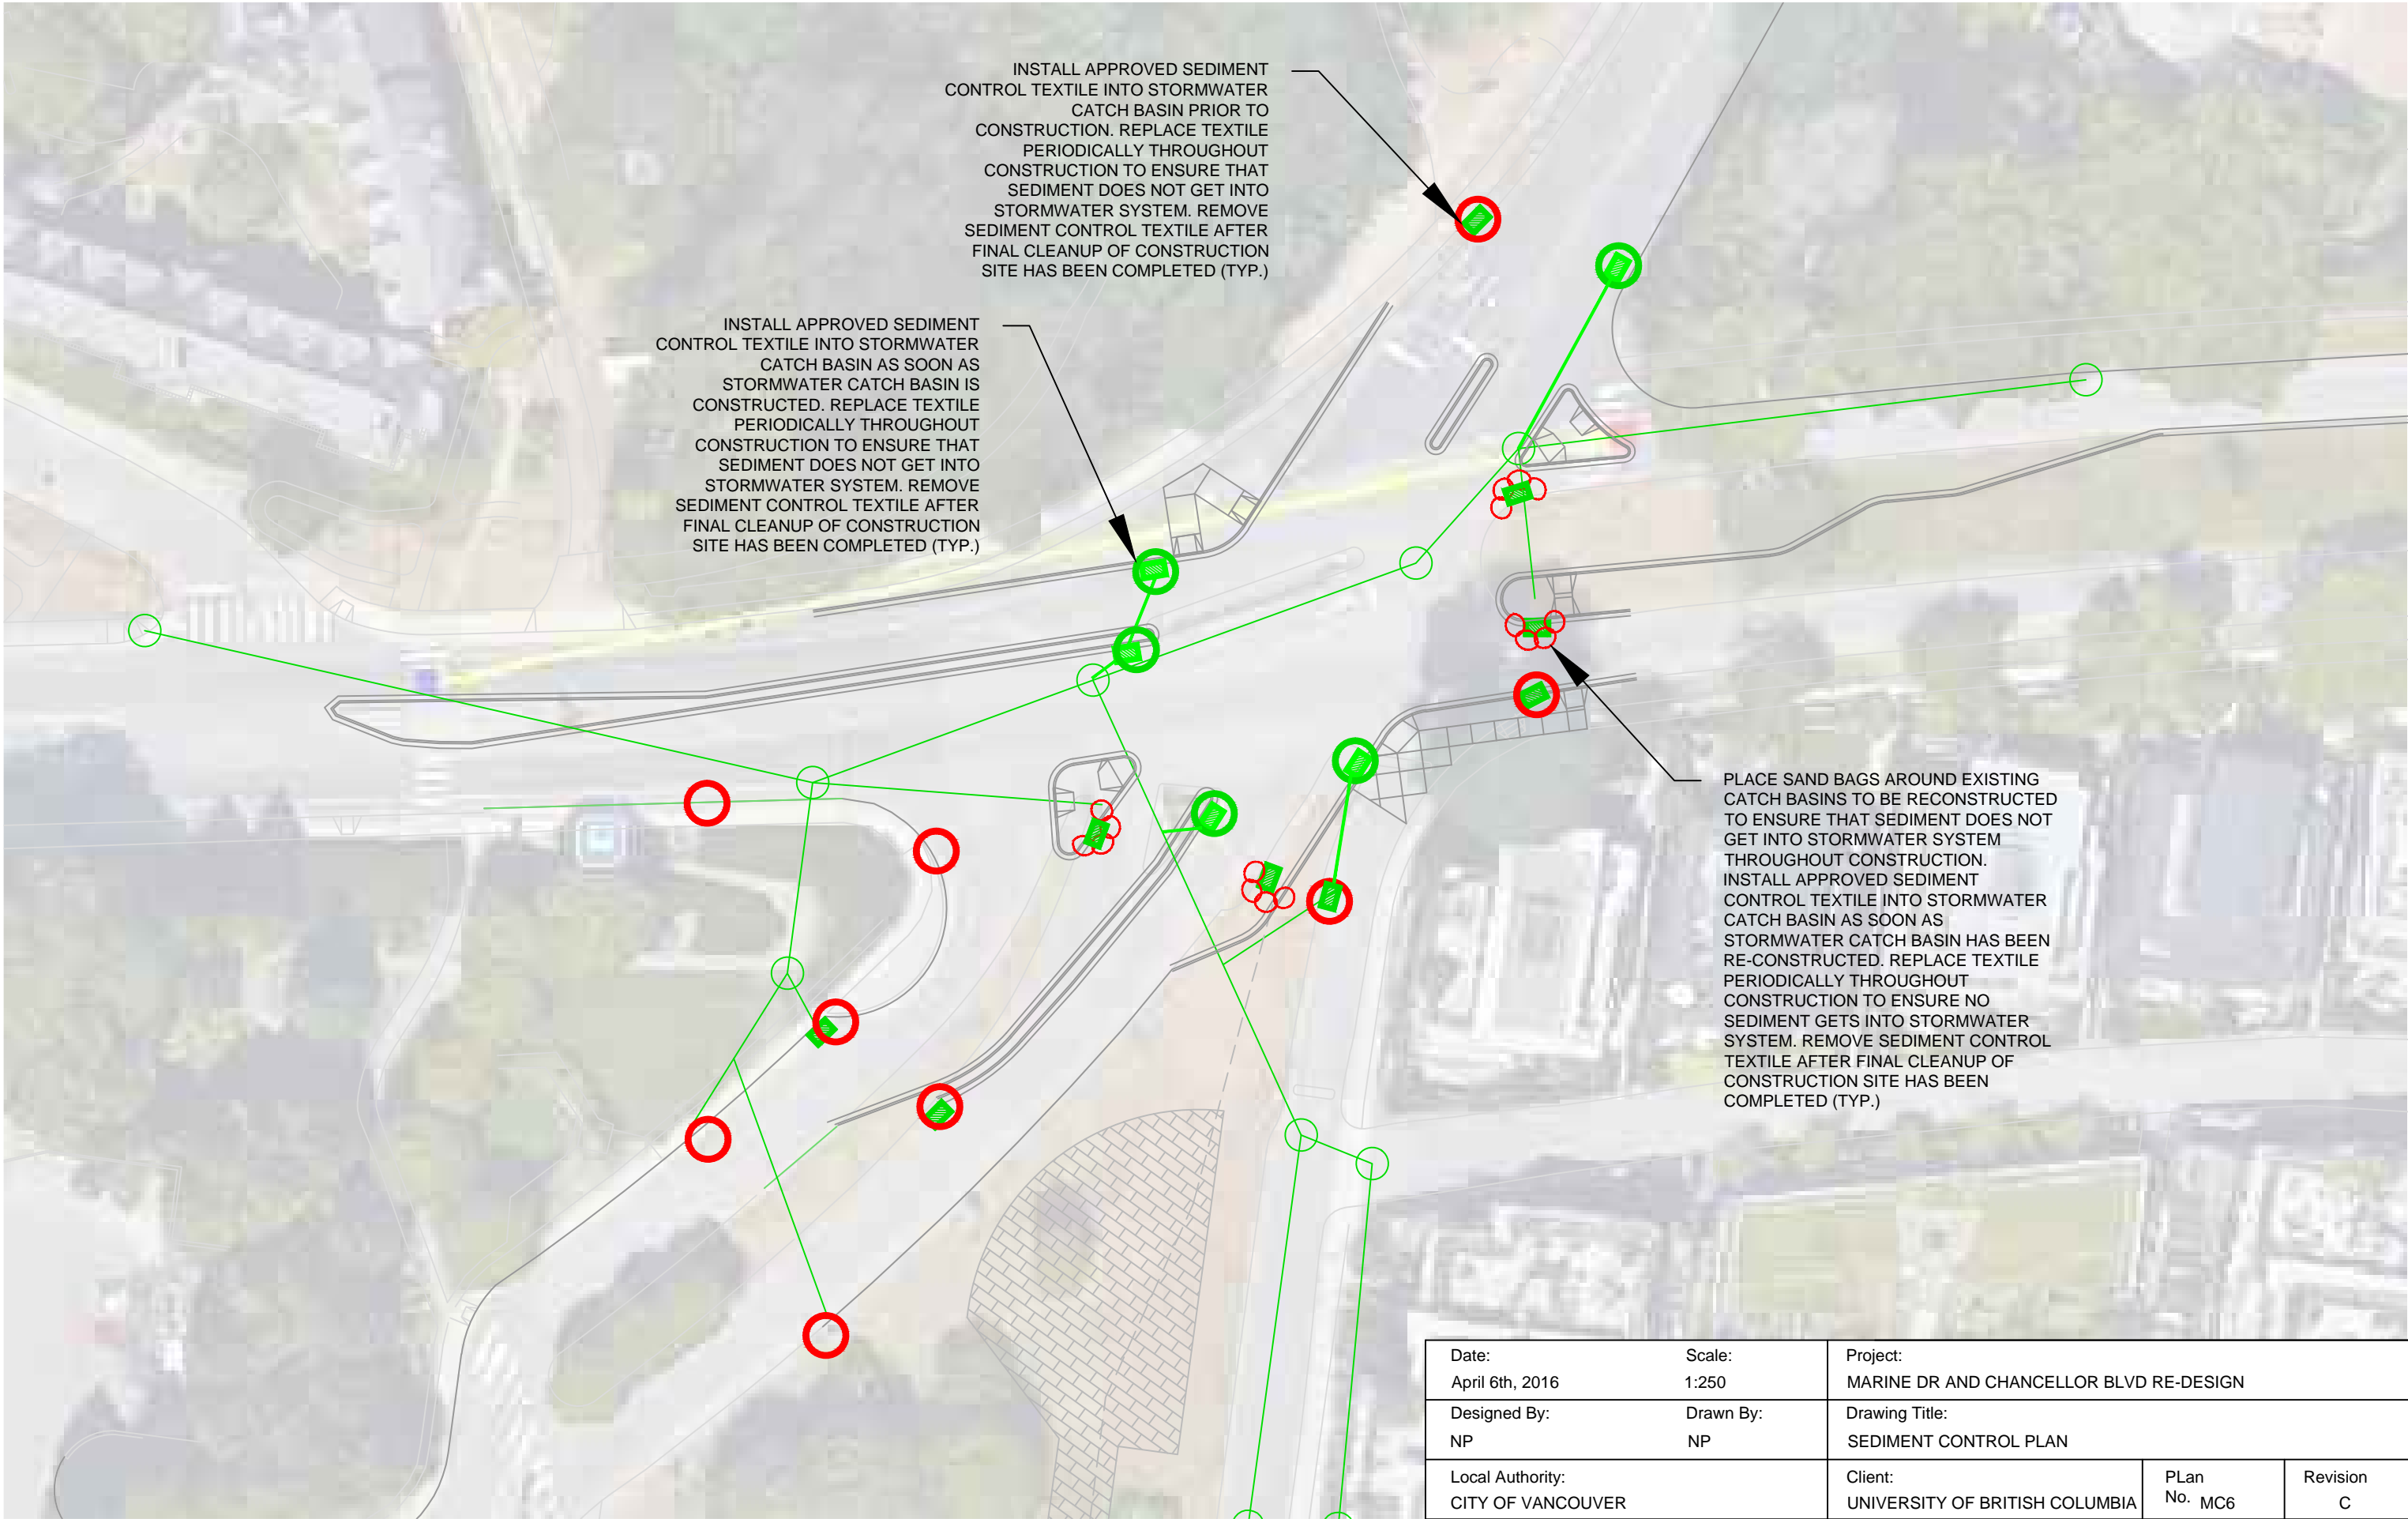 INSTALL APPROVED SEDIMENT
CONTROL TEXTILE INTO STORMWATER
CATCH BASIN PRIOR TO
CONSTRUCTION. REPLACE TEXTILE
PERIODICALLY THROUGHOUT
CONSTRUCTION TO ENSURE THAT
SEDIMENT DOES NOT GET INTO
STORMWATER SYSTEM. REMOVE
SEDIMENT CONTROL TEXTILE AFTER
FINAL CLEANUP OF CONSTRUCTION
SITE HAS BEEN COMPLETED (TYP.)
INSTALL APPROVED SEDIMENT
CONTROL TEXTILE INTO STORMWATER
CATCH BASIN AS SOON AS
STORMWATER CATCH BASIN IS
CONSTRUCTED. REPLACE TEXTILE
PERIODICALLY THROUGHOUT
CONSTRUCTION TO ENSURE THAT
SEDIMENT DOES NOT GET INTO
STORMWATER SYSTEM. REMOVE
SEDIMENT CONTROL TEXTILE AFTER
FINAL CLEANUP OF CONSTRUCTION
SITE HAS BEEN COMPLETED (TYP.)
PLACE SAND BAGS AROUND EXISTING
CATCH BASINS TO BE RECONSTRUCTED
TO ENSURE THAT SEDIMENT DOES NOT
GET INTO STORMWATER SYSTEM
THROUGHOUT CONSTRUCTION.
INSTALL APPROVED SEDIMENT
CONTROL TEXTILE INTO STORMWATER
CATCH BASIN AS SOON AS
STORMWATER CATCH BASIN HAS BEEN
RE-CONSTRUCTED. REPLACE TEXTILE
PERIODICALLY THROUGHOUT
CONSTRUCTION TO ENSURE NO
SEDIMENT GETS INTO STORMWATER
SYSTEM. REMOVE SEDIMENT CONTROL
TEXTILE AFTER FINAL CLEANUP OF
CONSTRUCTION SITE HAS BEEN
COMPLETED (TYP.)
Date: Scale: Project:
April 6th, 2016 1:250 MARINE DR AND CHANCELLOR BLVD RE-DESIGN
Designed By: Drawn By: Drawing Title:
NP NP SEDIMENT CONTROL PLAN
Local Authority: Client: PLan Revision
CITY OF VANCOUVER UNIVERSITY OF BRITISH COLUMBIA No. MC6 C